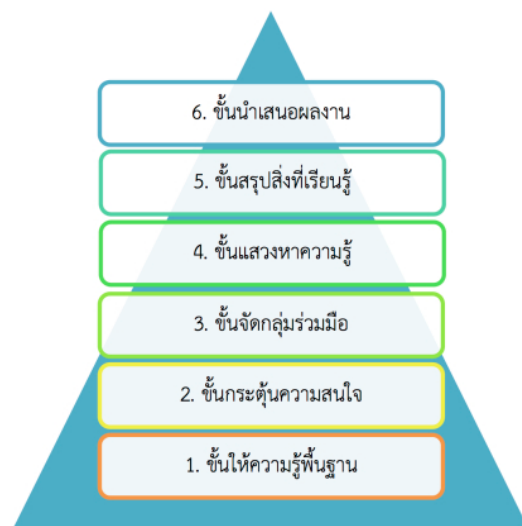 6. ขั้นนำเสนอผลงาน
5. ขั้นสรุปสิ่งที่เรียนรู้
4. ขั้นแสวงหาความรู้
3. ขั้นจัดกลุ่มร่วมมือ
2. ขั้นกระตุ้นความสนใจ
1. ขั้นให้ความรู้พื้นฐาน